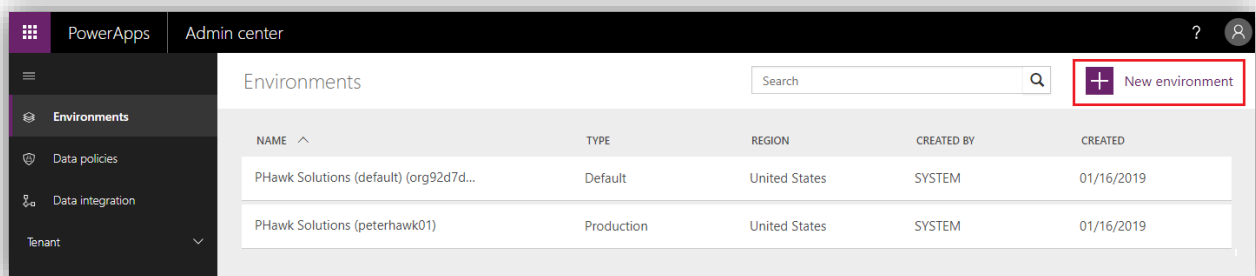 PowerApps Admin center ?
Environments Search New environment
Environments
NAME TYPE REGION CREATED BY CREATED
Data policies
PHawk Solutions (default) (org92d7d... Default United States SYSTEM 01/16/2019
Data integration
PHawk Solutions (peterhawk01) Production United States SYSTEM 01/16/2019
Tenant